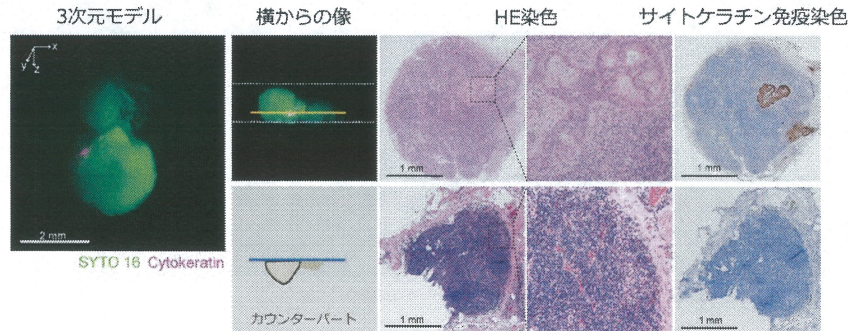 3次元モデル
横からの像
HE染色
サイトケラチン免疫染色
x
y
z
2 mm
SYTO 16 Cytokeratin
カウンターパート
1 mm
1 mm
1 mm
1 mm